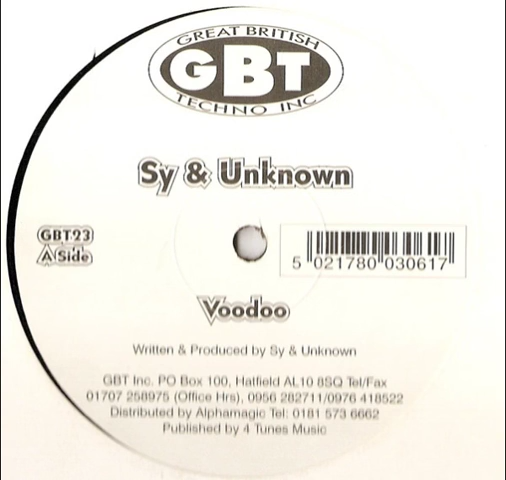 GREAT BRITISH
GBT
TECHNO INC
Sy & Unknown
GBT23
A Side
5 021780 030617
Voodoo
Written & Produced by Sy & Unknown
GBT Inc. PO Box 100, Hatfield AL10 8SQ Tel/Fax
01707 258975 (Office Hrs), 0956 282711/0976 418522
Distributed by Alphamagic Tel: 0181 573 6662
Published by 4 Tunes Music